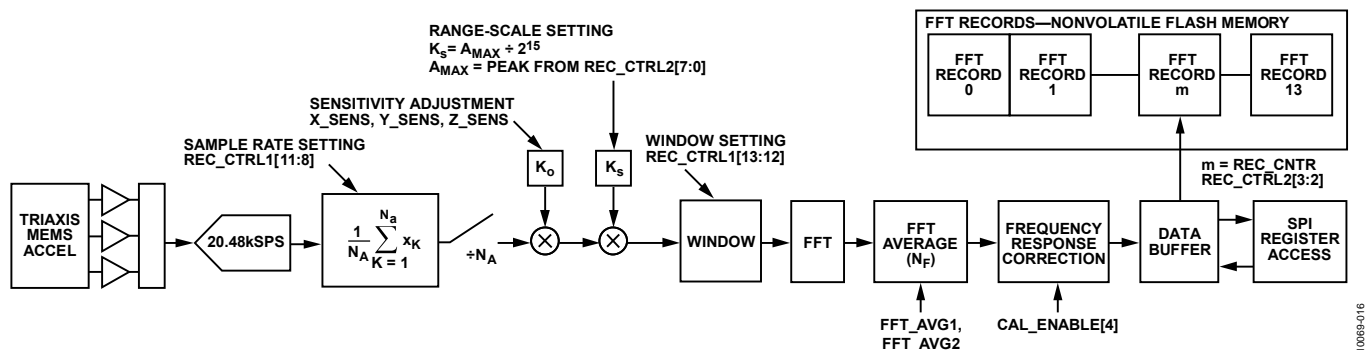 FFT RECORDS—NONVOLATILE FLASH MEMORY
FFT
RECORD
0
FFT
RECORD
1
FFT
RECORD
m
FFT
RECORD
13
RANGE-SCALE SETTING
Ks = AMAX ÷ 2^15
AMAX = PEAK FROM REC_CTRL2[7:0]
SENSITIVITY ADJUSTMENT
X_SENS, Y_SENS, Z_SENS
SAMPLE RATE SETTING
REC_CTRL1[11:8]
WINDOW SETTING
REC_CTRL1[13:12]
m = REC_CNTR
REC_CTRL2[3:2]
Ko
Ks
TRIAXIS
MEMS
ACCEL
20.48kSPS
1
NA
Na
∑
K = 1
xK
÷NA
×
×
WINDOW
FFT
FFT
AVERAGE
(NF)
FREQUENCY
RESPONSE
CORRECTION
DATA
BUFFER
SPI
REGISTER
ACCESS
FFT_AVG1,
FFT_AVG2
CAL_ENABLE[4]
10069-016